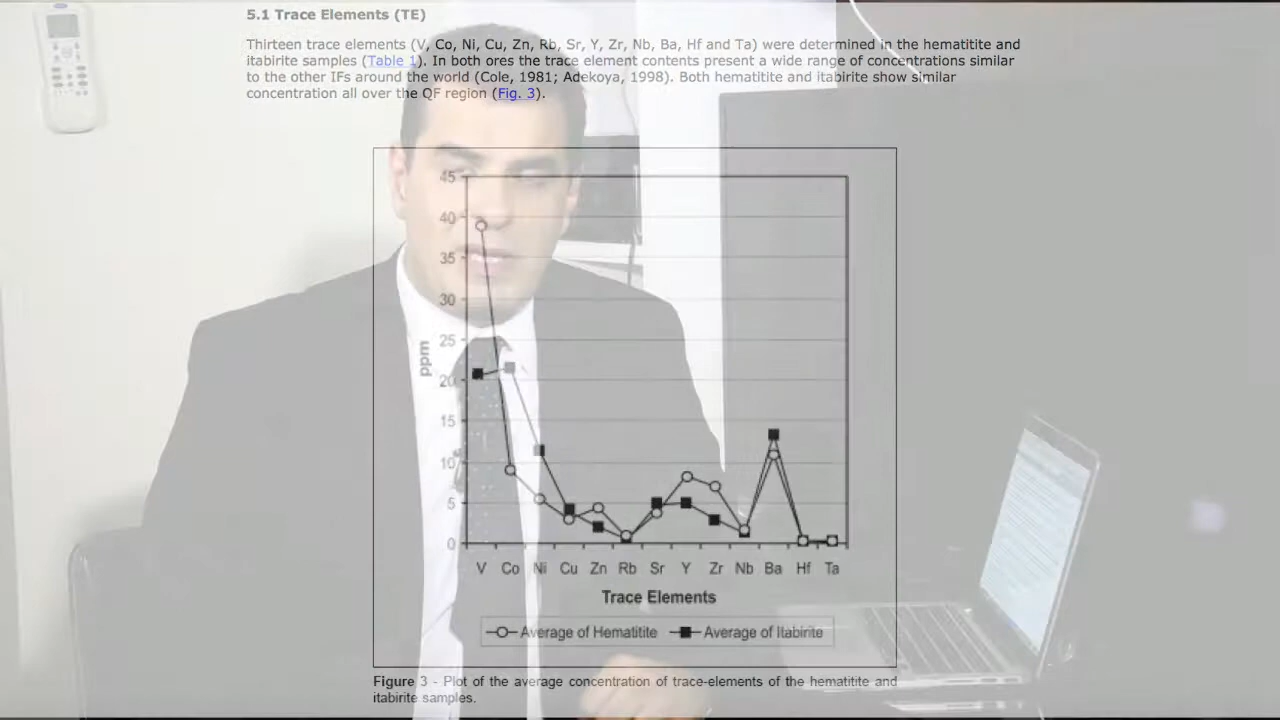 5.1 Trace Elements (TE)
Thirteen trace elements (V, Co, Ni, Cu, Zn, Rb, Sr, Y, Zr, Nb, Ba, Hf and Ta) were determined in the hematitite and
itabirite samples (Table 1). In both ores the trace element contents present a wide range of concentrations similar
to the other IFs around the world (Cole, 1981; Adekoya, 1998). Both hematitite and itabirite show similar
concentration all over the QF region (Fig. 3).
45
40
35
30
25
20
15
10
5
0
ppm
V Co Ni Cu Zn Rb Sr Y Zr Nb Ba Hf Ta
Trace Elements
Average of Hematitite Average of Itabirite
Figure 3 - Plot of the average concentration of trace-elements of the hematitite and
itabirite samples.